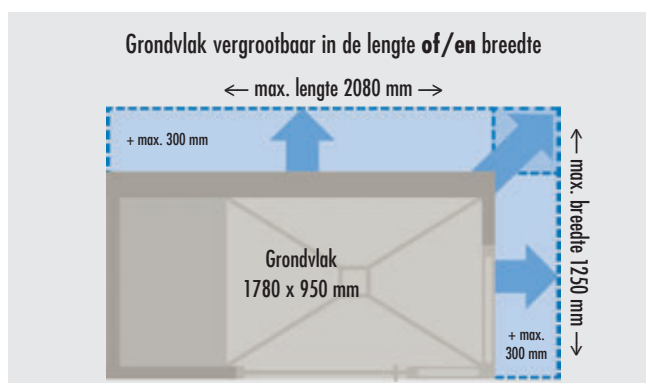 Grondvlak vergrootbaar in de lengte of/en breedte
← max. lengte 2080 mm →
+ max. 300 mm
← max. breedte 1250 mm →
Grondvlak
1780 x 950 mm
+ max.
300 mm